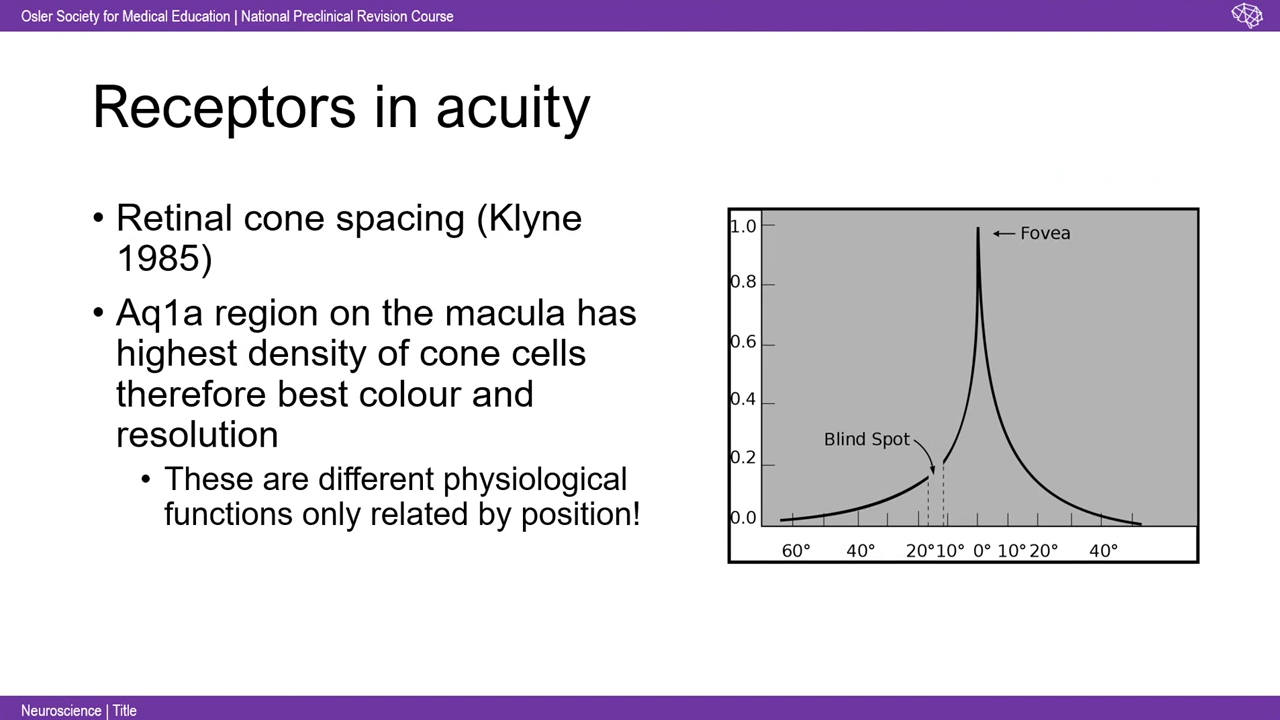 Osler Society for Medical Education | National Preclinical Revision Course
Receptors in acuity
• Retinal cone spacing (Klyne
1985)
• Aq1a region on the macula has
highest density of cone cells
therefore best colour and
resolution
• These are different physiological
functions only related by position!
1.0
Fovea
0.8
0.6
0.4
Blind Spot
0.2
0.0
60° 40° 20° 10° 0° 10° 20° 40°
Neuroscience | Title